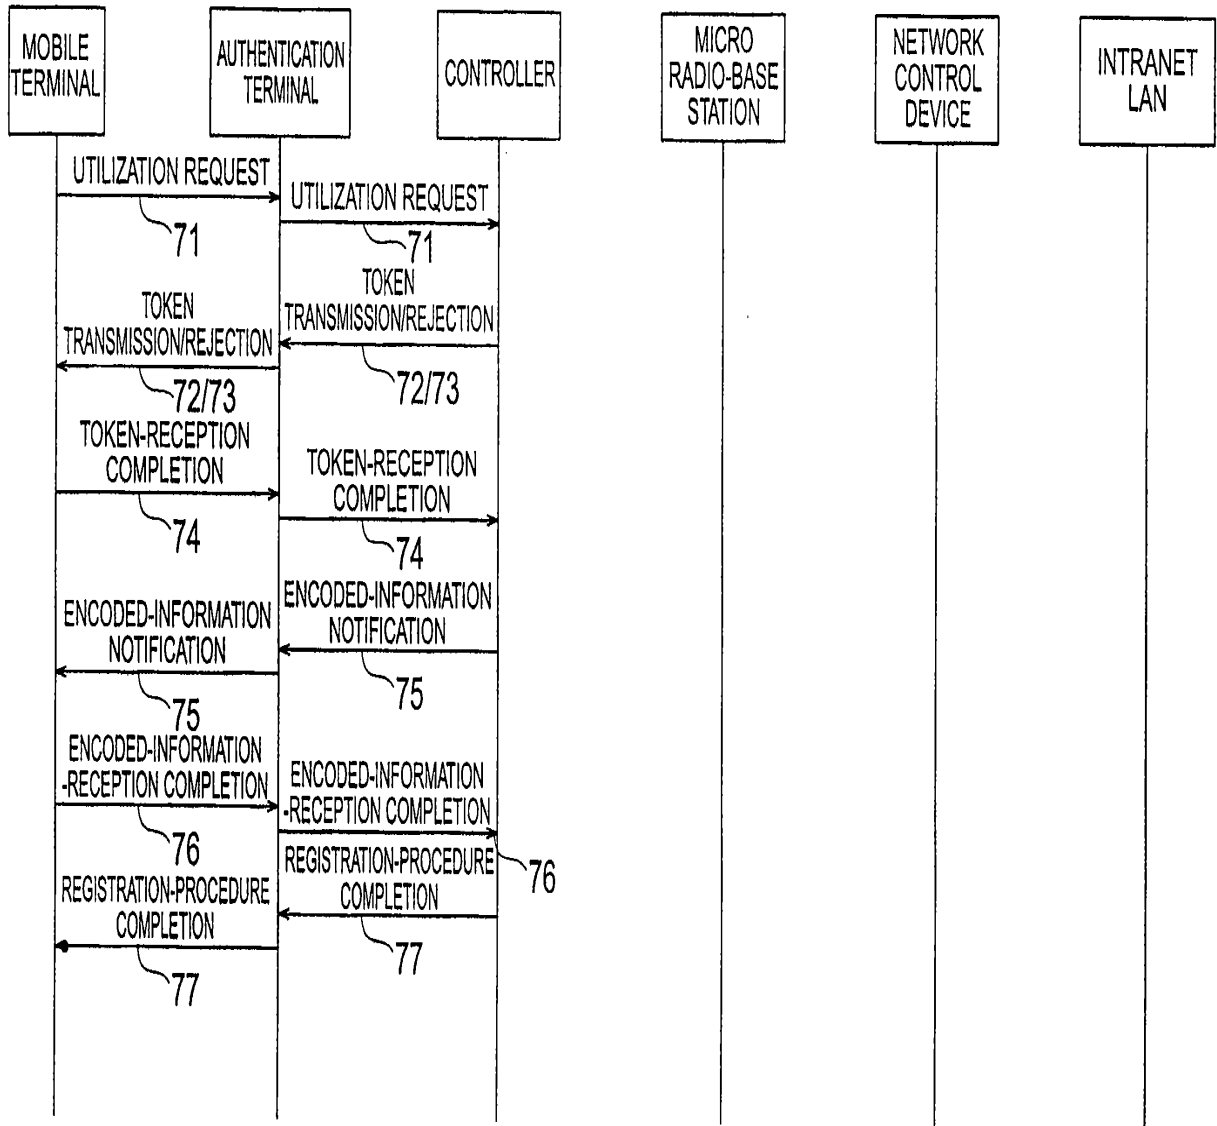 MOBILE
TERMINAL
AUTHENTICATION
TERMINAL
CONTROLLER
MICRO
RADIO-BASE
STATION
NETWORK
CONTROL
DEVICE
INTRANET
LAN
UTILIZATION REQUEST
71
UTILIZATION REQUEST
71
TOKEN
TRANSMISSION/REJECTION
72/73
TOKEN
TRANSMISSION/REJECTION
72/73
TOKEN-RECEPTION
COMPLETION
74
TOKEN-RECEPTION
COMPLETION
74
ENCODED-INFORMATION
NOTIFICATION
75
ENCODED-INFORMATION
NOTIFICATION
75
ENCODED-INFORMATION
-RECEPTION COMPLETION
76
ENCODED-INFORMATION
-RECEPTION COMPLETION
76
REGISTRATION-PROCEDURE
COMPLETION
77
REGISTRATION-PROCEDURE
COMPLETION
77